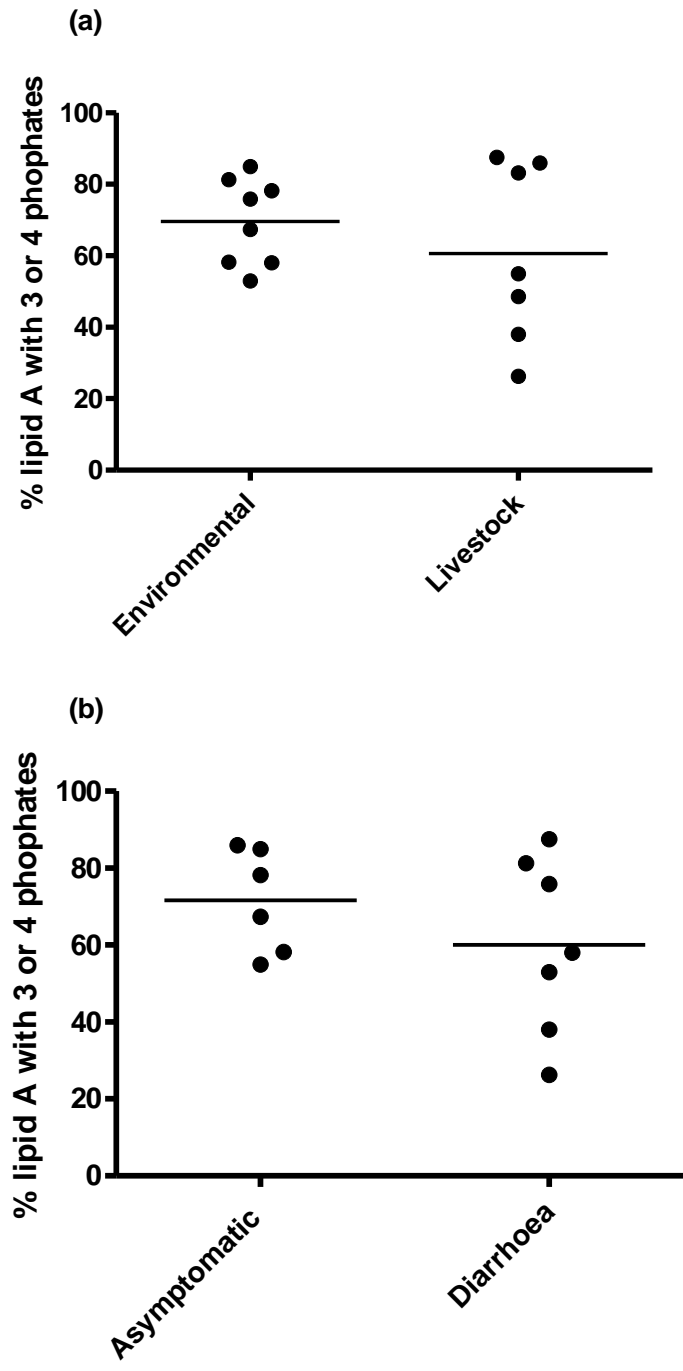 (a)
% lipid A with 3 or 4 phophates
100
80
60
40
20
0
Environmental
Livestock
(b)
% lipid A with 3 or 4 phophates
100
80
60
40
20
0
Asymptomatic
Diarrhoea